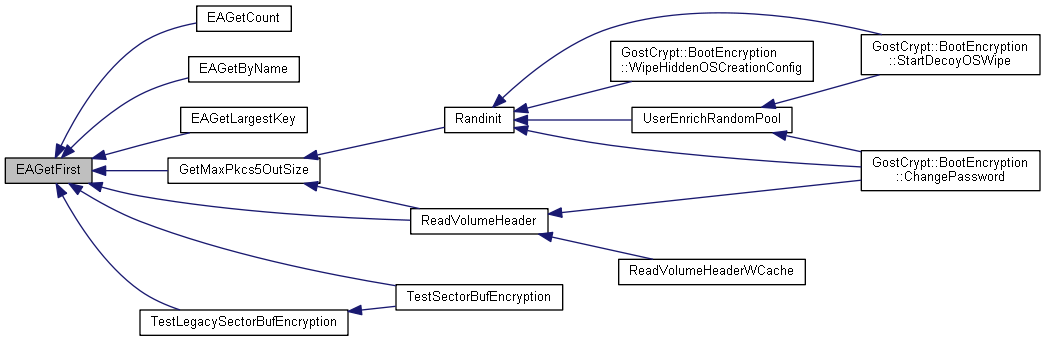 EAGetCount
EAGetByName
EAGetLargestKey
EAGetFirst
GetMaxPkcs5OutSize
Randinit
GostCrypt::BootEncryption
::WipeHiddenOSCreationConfig
UserEnrichRandomPool
GostCrypt::BootEncryption
::StartDecoyOSWipe
GostCrypt::BootEncryption
::ChangePassword
ReadVolumeHeader
ReadVolumeHeaderWCache
TestSectorBufEncryption
TestLegacySectorBufEncryption